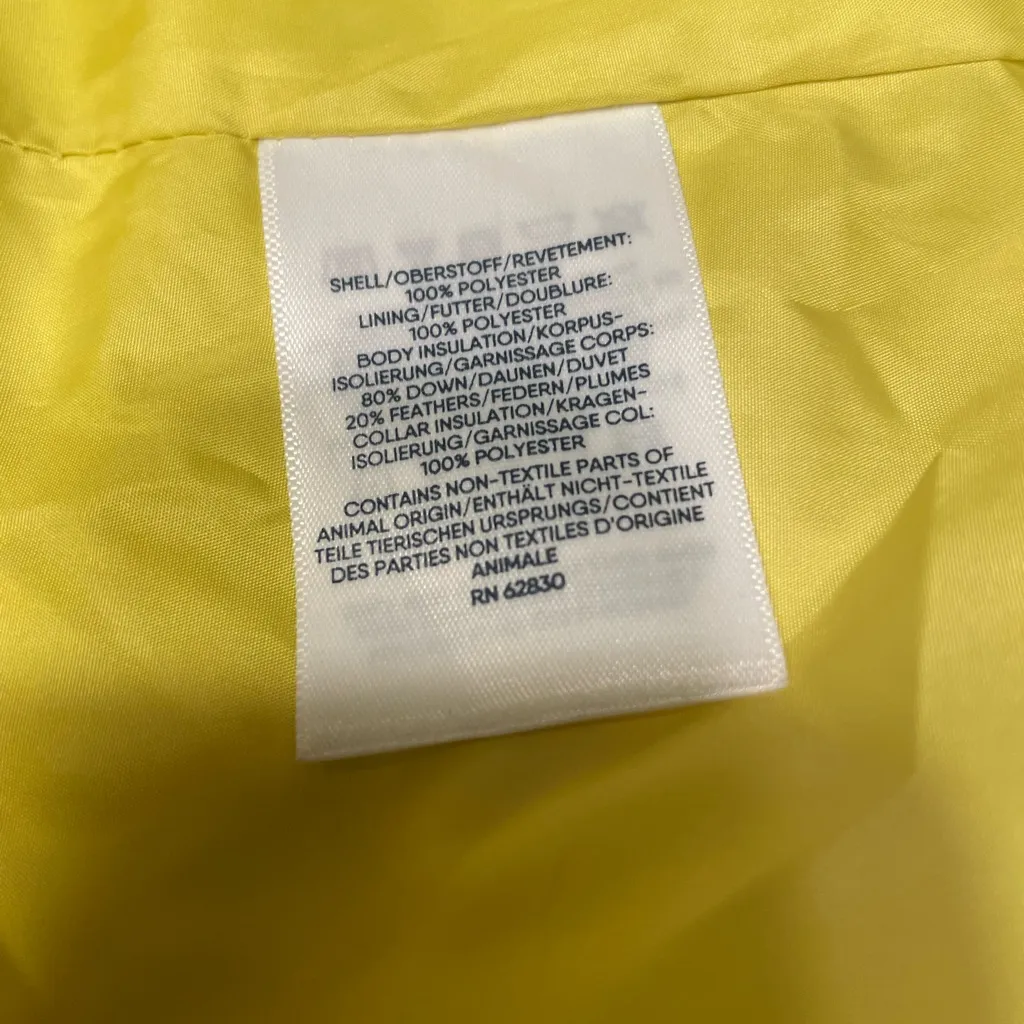 SHELL/OBERSTOFF/REVETEMENT:
100% POLYESTER
LINING/FUTTER/DOUBLURE:
100% POLYESTER
BODY INSULATION/KORPUS-
ISOLIERUNG/GARNISSAGE CORPS:
80% DOWN/DAUNEN/DUVET
20% FEATHERS/FEDERN/PLUMES
COLLAR INSULATION/KRAGEN-
ISOLIERUNG/GARNISSAGE COL:
100% POLYESTER
CONTAINS NON-TEXTILE PARTS OF
ANIMAL ORIGIN/ENTHÄLT NICHT-TEXTILE
TEILE TIERISCHEN URSPRUNGS/CONTIENT
DES PARTIES NON TEXTILES D'ORIGINE
ANIMALE
RN 62830